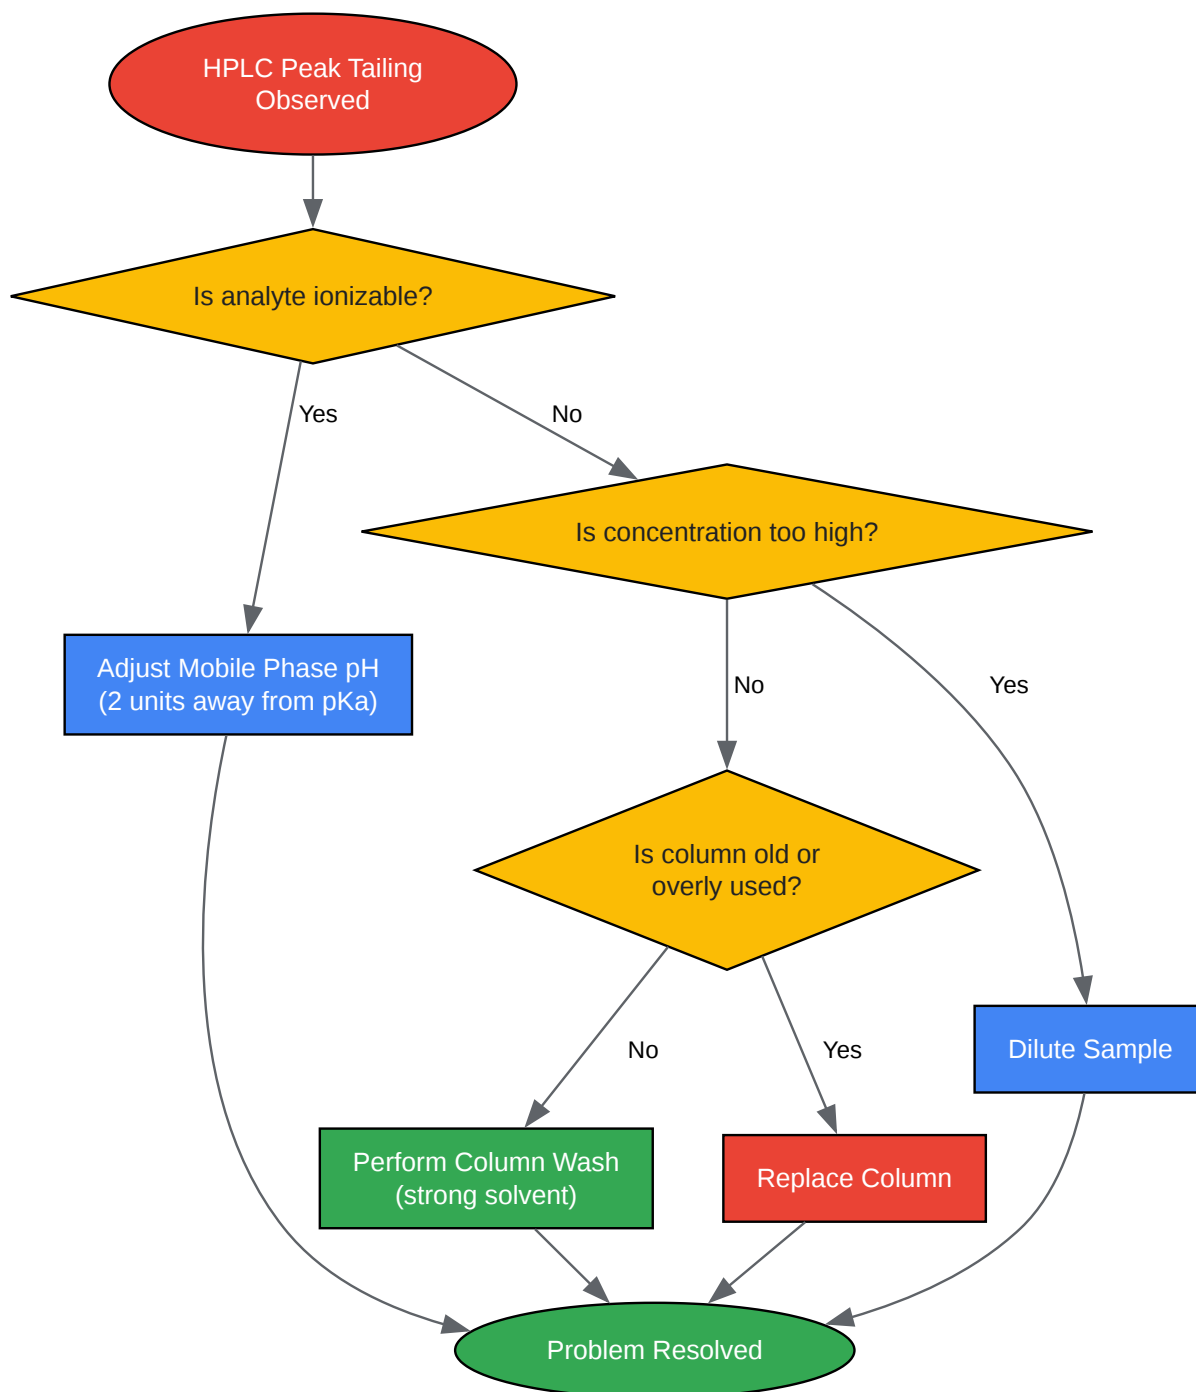 HPLC Peak Tailing
Observed
Is analyte ionizable?
Yes
No
Is concentration too high?
Adjust Mobile Phase pH
(2 units away from pKa)
No
Yes
Is column old or
overly used?
No
Yes
Dilute Sample
Perform Column Wash
(strong solvent)
Replace Column
Problem Resolved